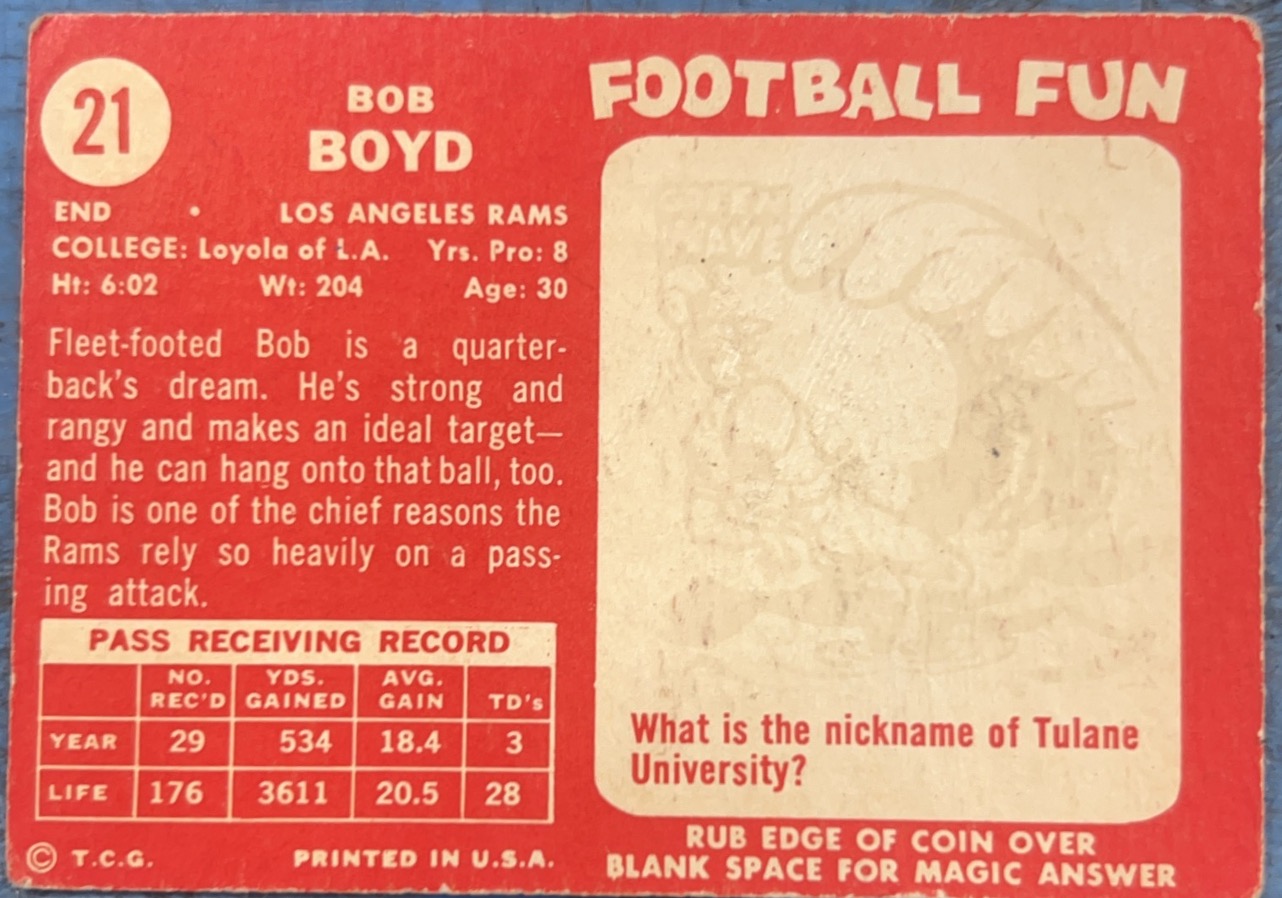 21
BOB
BOYD
END • LOS ANGELES RAMS
COLLEGE: Loyola of L.A. Yrs. Pro: 8
Ht: 6:02 Wt: 204 Age: 30
Fleet-footed Bob is a quarter-
back's dream. He's strong and
rangy and makes an ideal target—
and he can hang onto that ball, too.
Bob is one of the chief reasons the
Rams rely so heavily on a pass-
ing attack.
PASS RECEIVING RECORD
NO. REC'D YDS. GAINED AVG. GAIN TD's
YEAR 29 534 18.4 3
LIFE 176 3611 20.5 28
© T.C.G. PRINTED IN U.S.A.
FOOTBALL FUN
GREEN
WAVE
What is the nickname of Tulane
University?
RUB EDGE OF COIN OVER
BLANK SPACE FOR MAGIC ANSWER